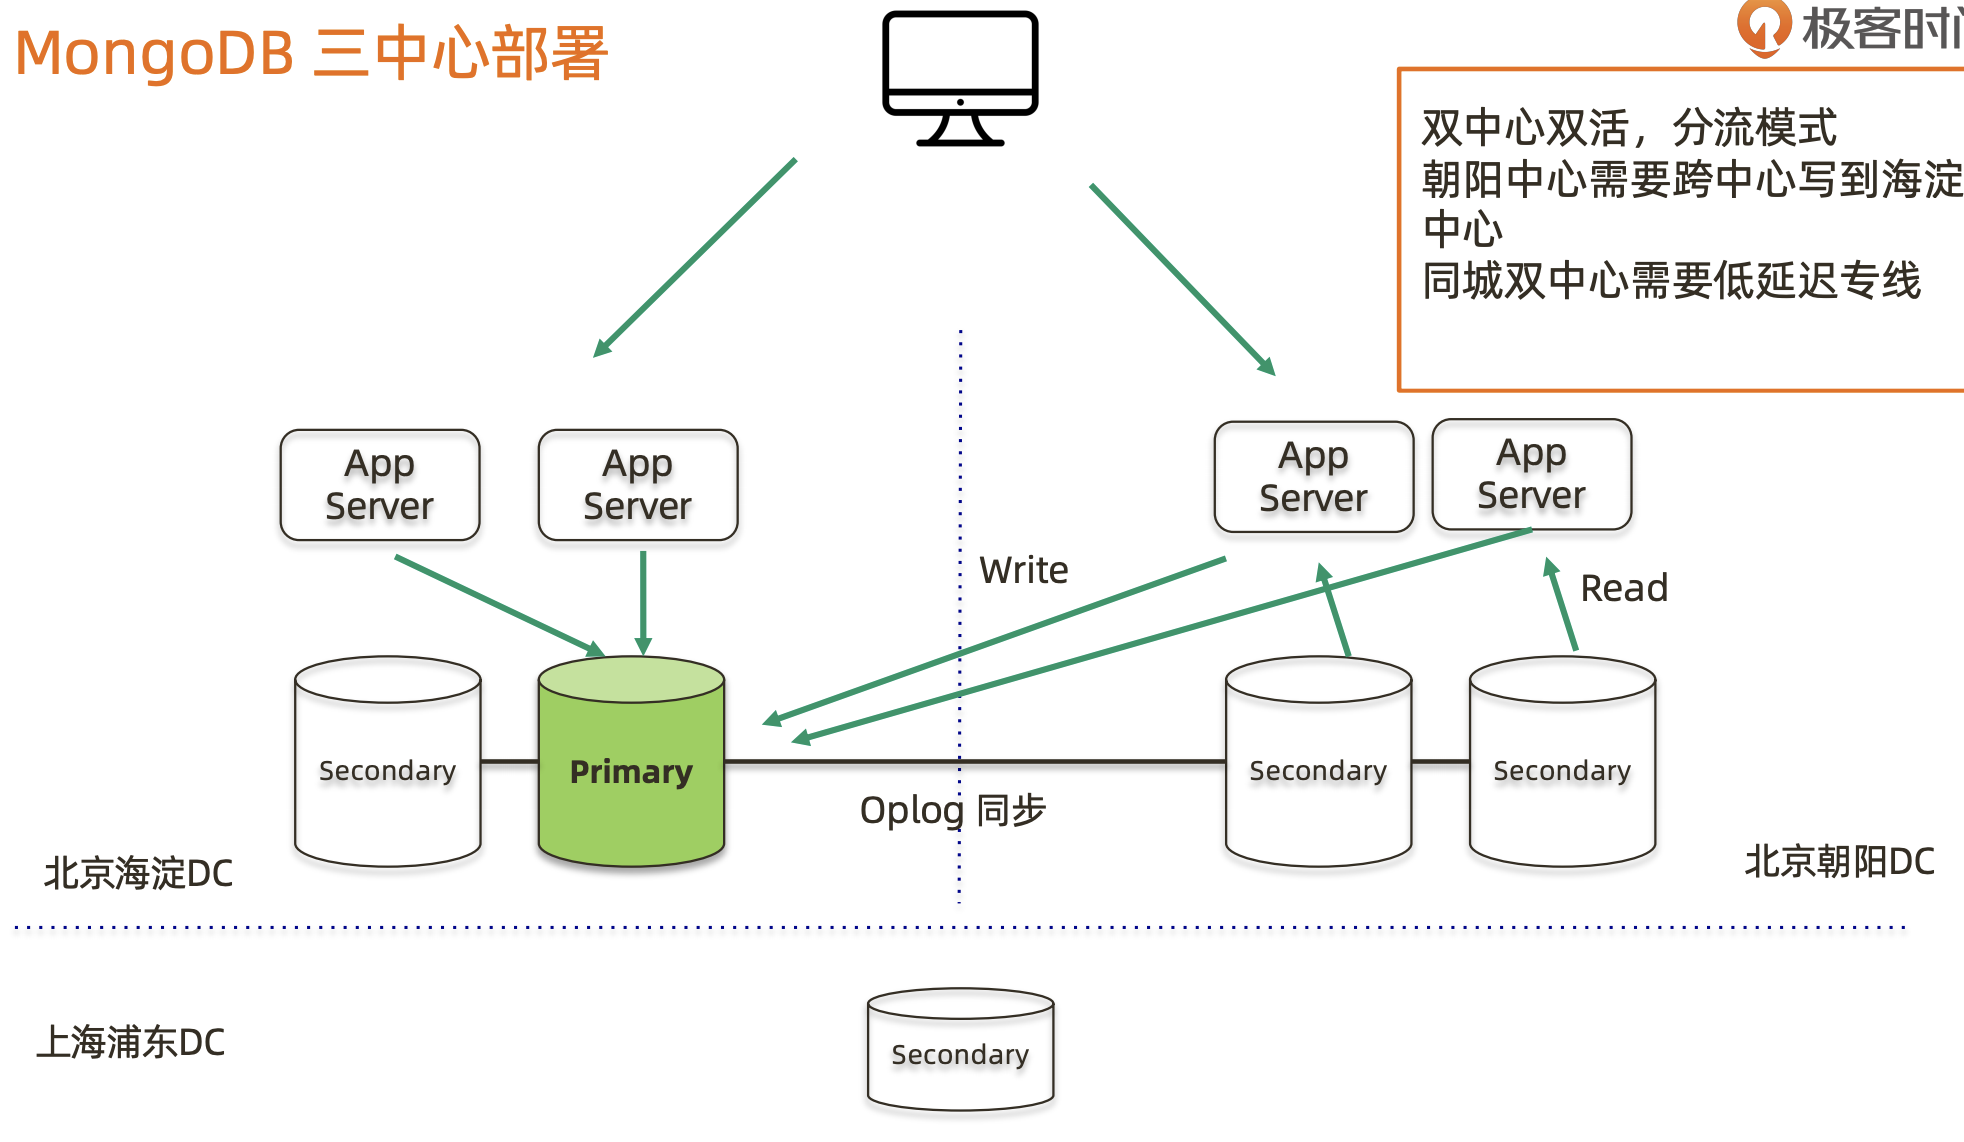 MongoDB 三中心部署
极客时间
双中心双活，分流模式
朝阳中心需要跨中心写到海淀
中心
同城双中心需要低延迟专线
App
Server
App
Server
App
Server
App
Server
Write
Read
Secondary
Primary
Secondary
Secondary
Oplog 同步
北京海淀DC
北京朝阳DC
上海浦东DC
Secondary